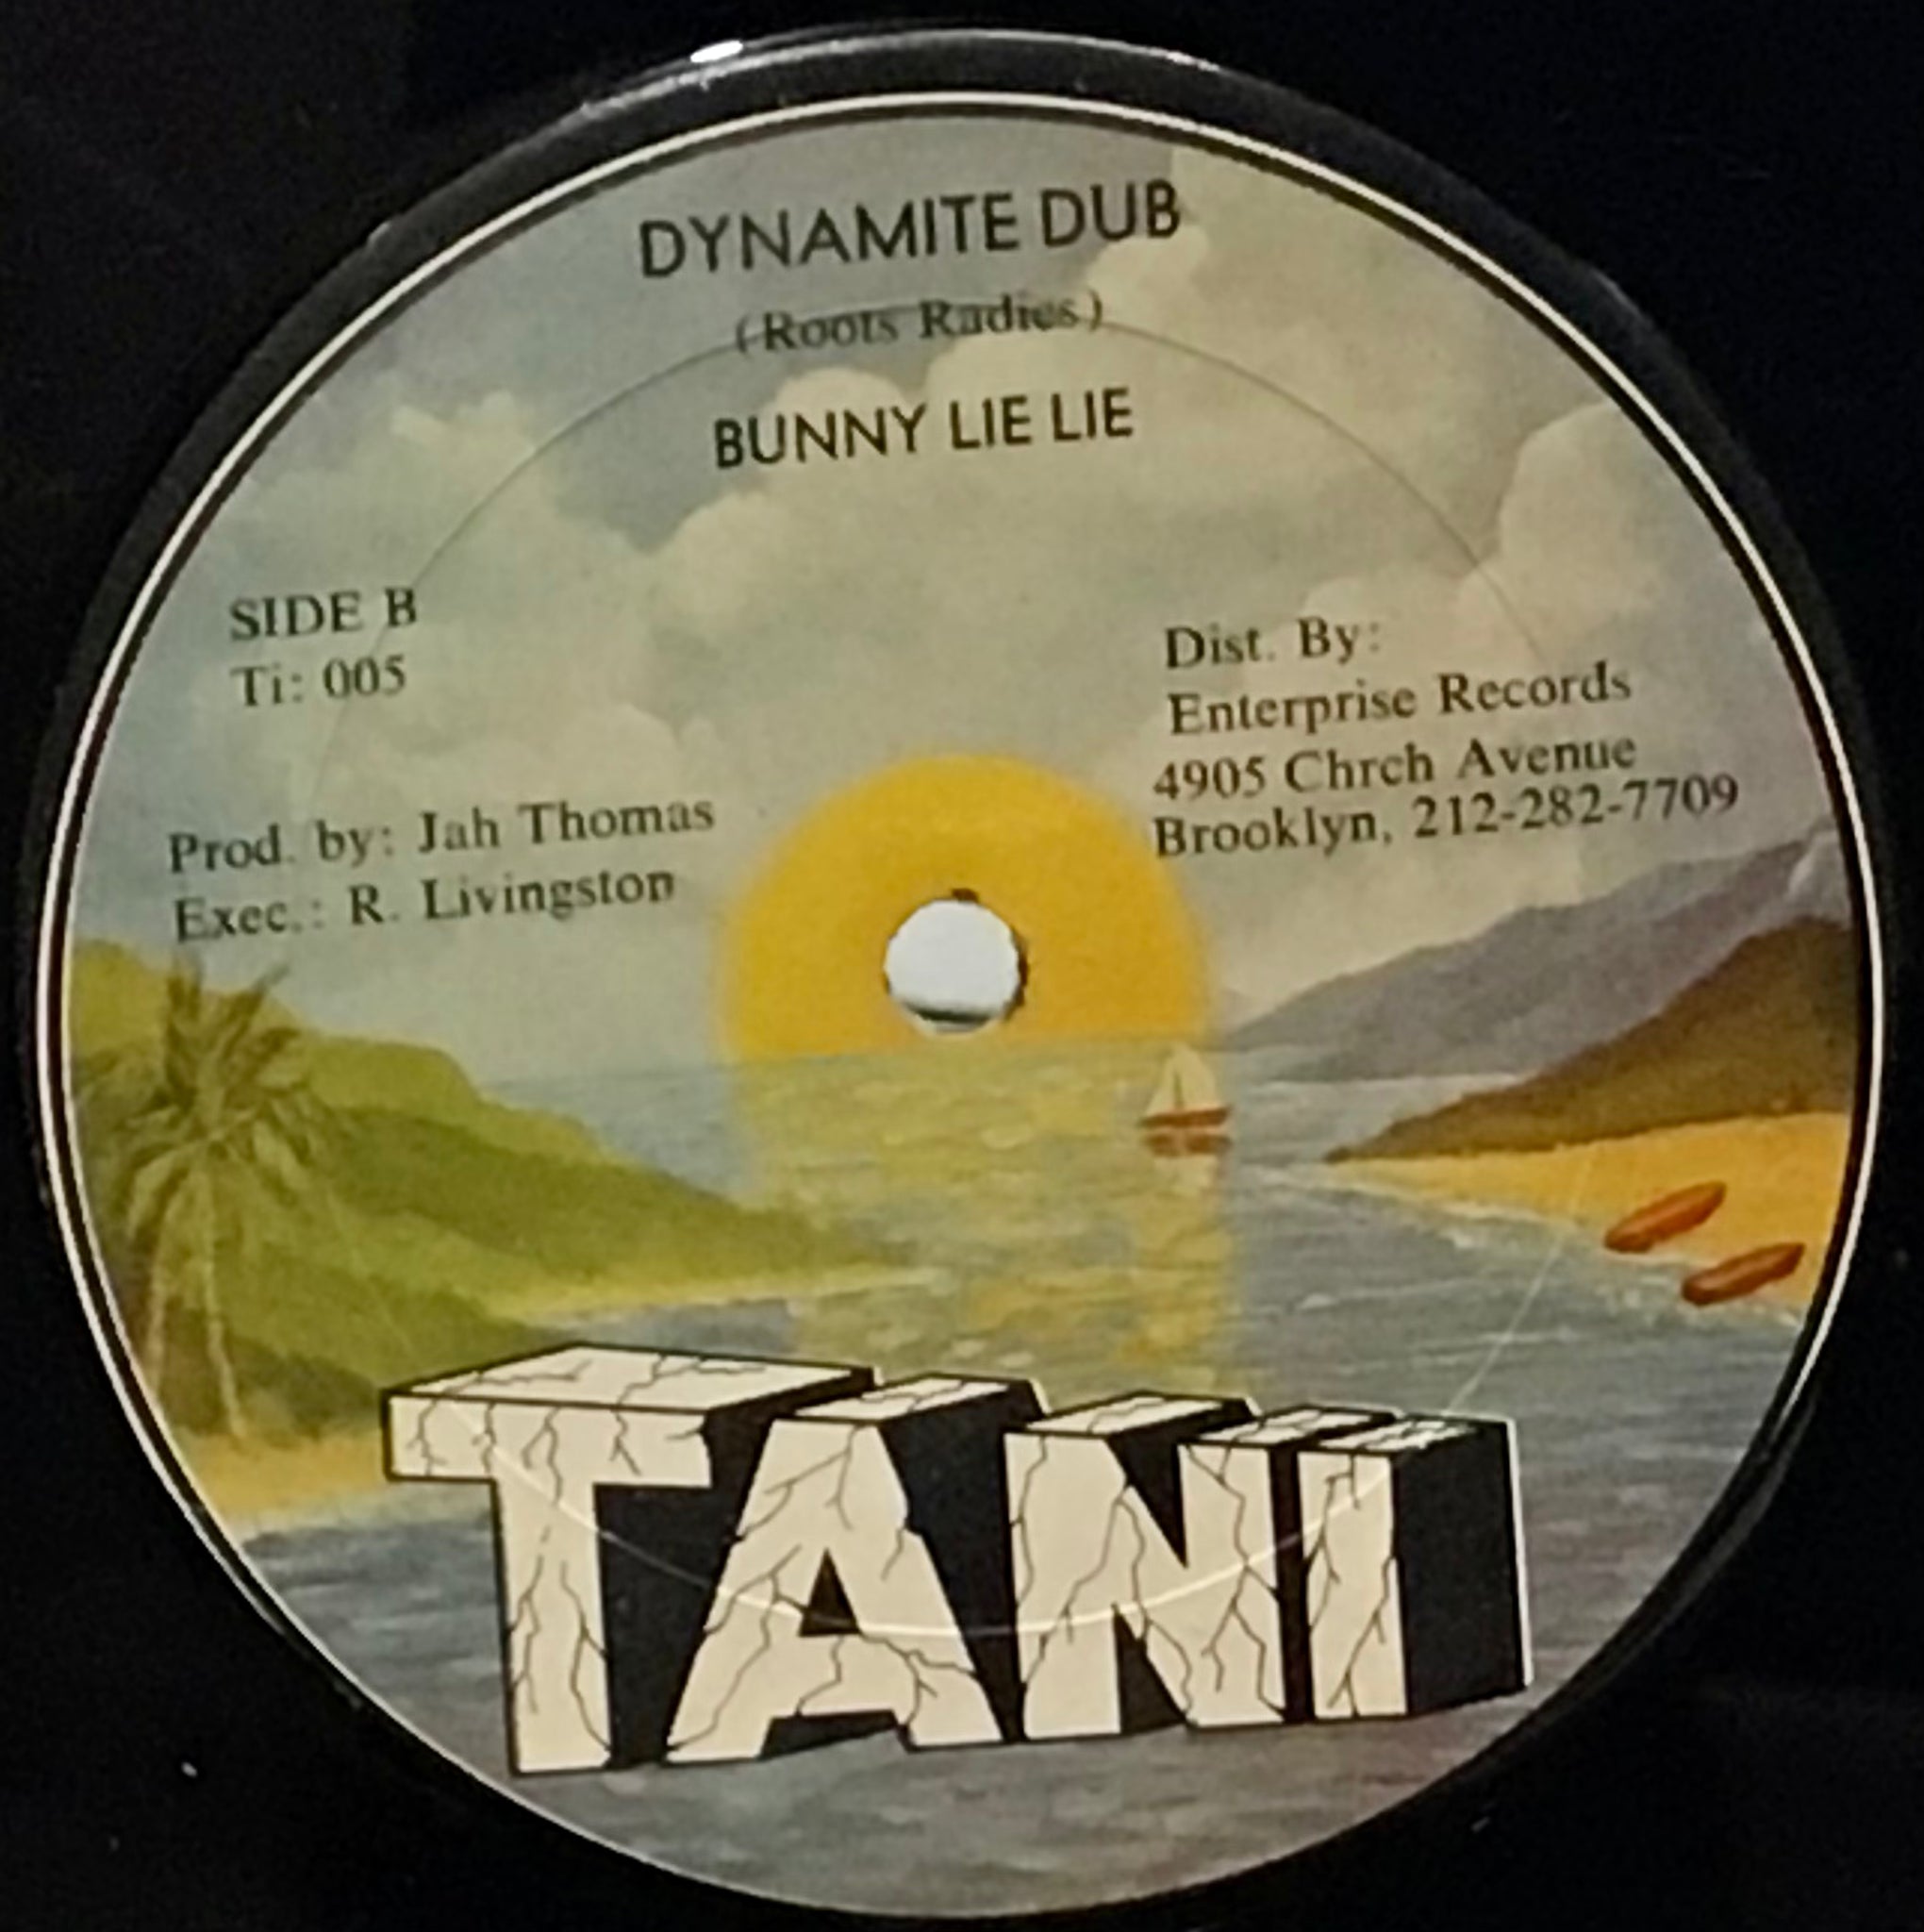 DYNAMITE DUB
(Roots Radies)
BUNNY LIE LIE
SIDE B
Ti: 005
Prod. by: Jah Thomas
Exec.: R. Livingston
Dist. By:
Enterprise Records
4905 Chrch Avenue
Brooklyn, 212-282-7709
TANI